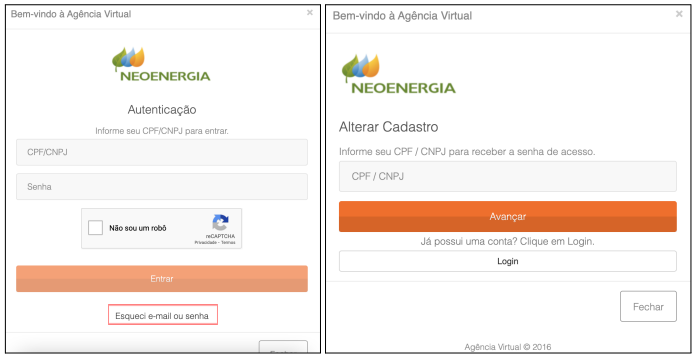 Bem-vindo à Agência Virtual ×
NEOENERGIA
Autenticação
Informe seu CPF/CNPJ para entrar.
CPF/CNPJ
Senha
Não sou um robô
reCAPTCHA
Privacidade - Termos
Entrar
Esqueci e-mail ou senha
Bem-vindo à Agência Virtual ×
NEOENERGIA
Alterar Cadastro
Informe seu CPF / CNPJ para receber a senha de acesso.
CPF / CNPJ
Avançar
Já possui uma conta? Clique em Login.
Login
Fechar
Agência Virtual © 2016